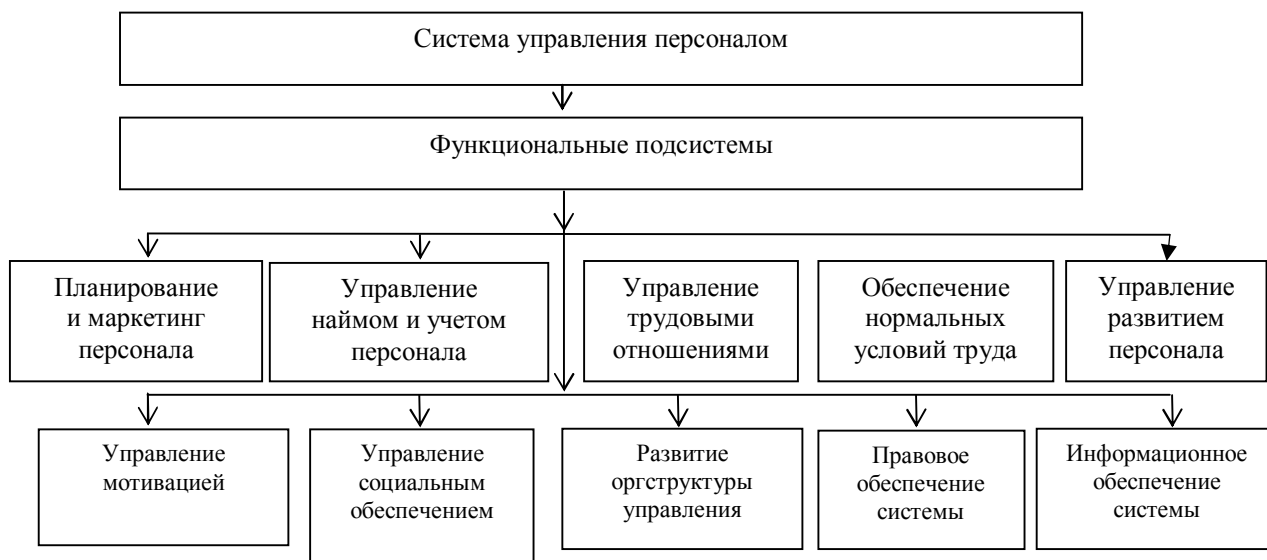 Система управления персоналом
Функциональные подсистемы
Планирование
и маркетинг
персонала
Управление
наймом и учетом
персонала
Управление
трудовыми
отношениями
Обеспечение
нормальных
условий труда
Управление
развитием
персонала
Управление
мотивацией
Управление
социальным
обеспечением
Развитие
оргструктуры
управления
Правовое
обеспечение
системы
Информационное
обеспечение
системы